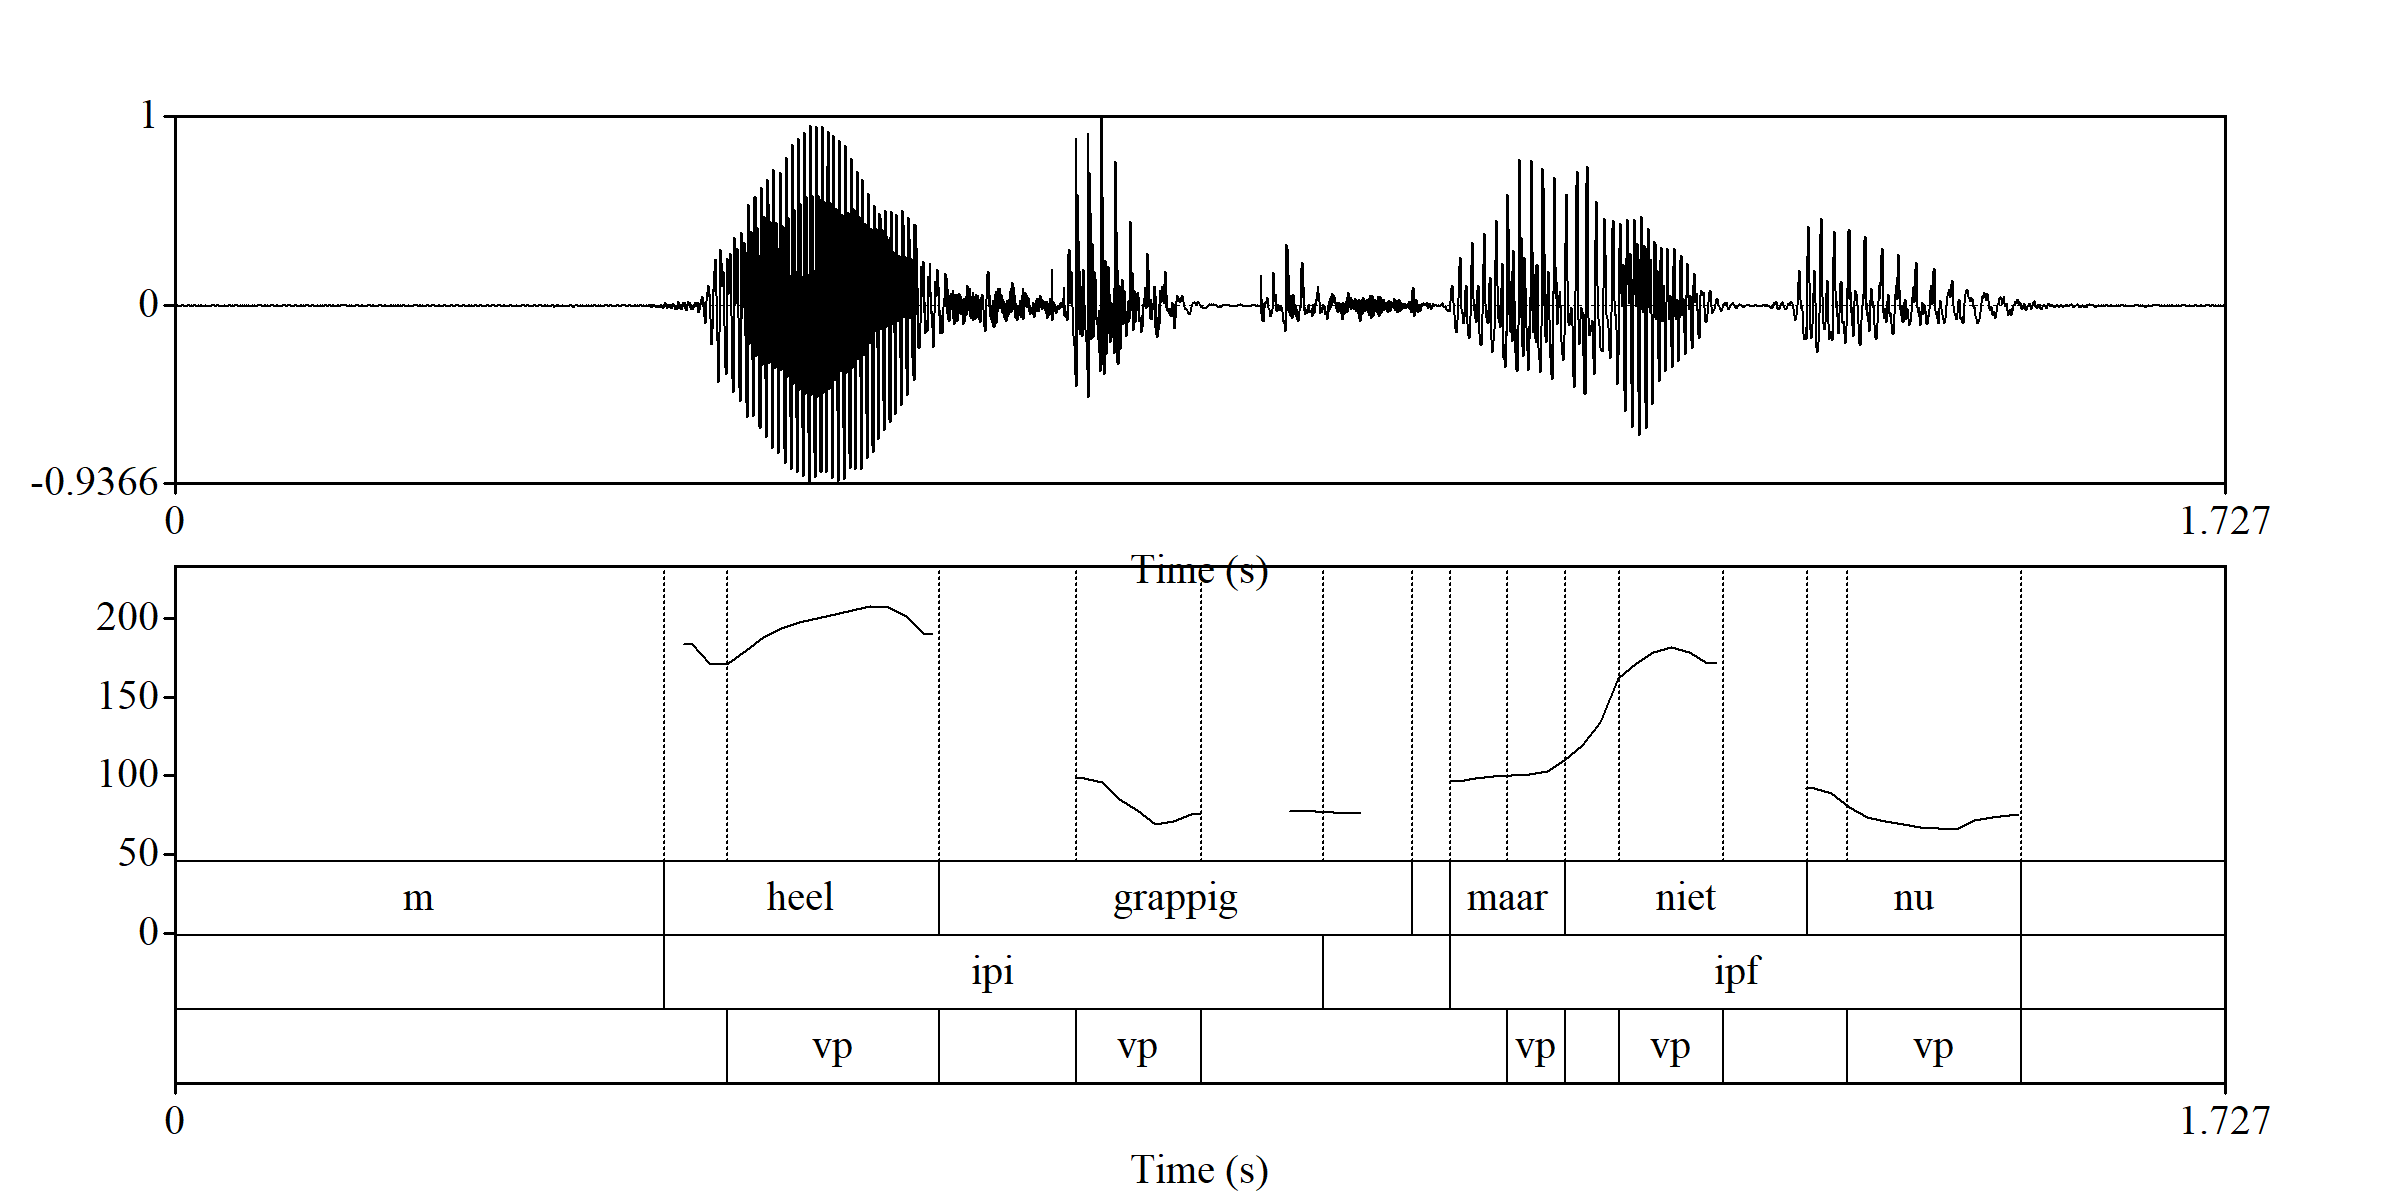 1
0
-0.9366
0 1.727
Time (s)
200
150
100
50
0
m heel grappig maar niet nu
ipi ipf
vp vp vp vp vp
0 1.727
Time (s)